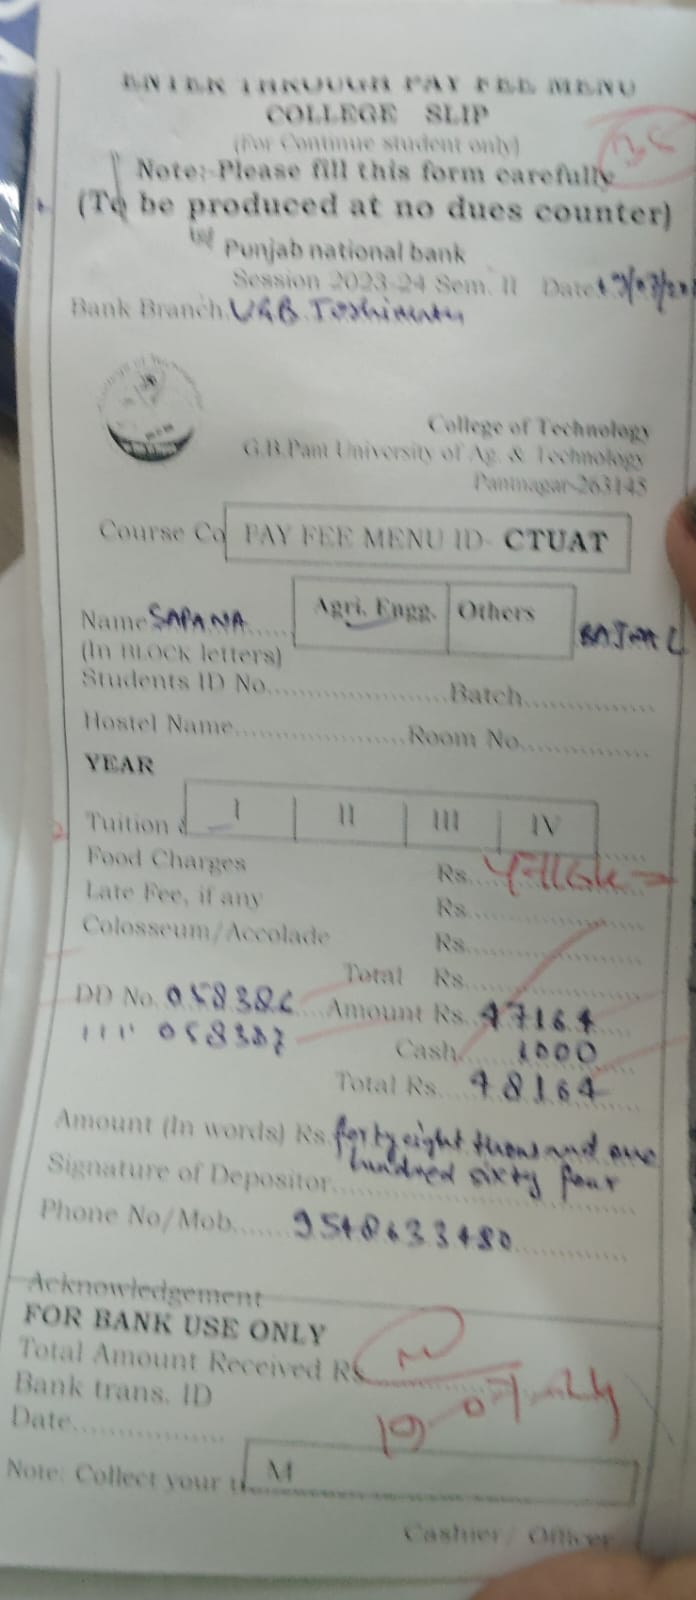 ENTER THROUGH PAY FEE MENU
COLLEGE SLIP
(For Continue student only)
Note:-Please fill this form carefully
(To be produced at no dues counter)
Punjab national bank
Session 2023-24 Sem. II Date
Bank Branch. UGB.
College of Technology
G.B.Pant University of Ag. & Technology
Pantnagar-263145
Course Co PAY FEE MENU ID- CTUAT
Name SAPANA Agri. Engg. Others
(In BLOCK letters)
Students ID No. Batch
Hostel Name Room No.
YEAR
Tuition I II III IV
Food Charges Rs.
Late Fee, if any Rs
Colosseum/Accolade Rs.
Total Rs.
DD No. Amount Rs. 47164
Cash 1000
Total Rs. 48164
Amount (In words) Rs. forty eight thousand one
hundred sixty four
Signature of Depositor
Phone No/Mob.
Acknowledgement
FOR BANK USE ONLY
Total Amount Received Rs
Bank trans. ID
Date
19-07-24
Note: Collect your M
Cashier/ Officer